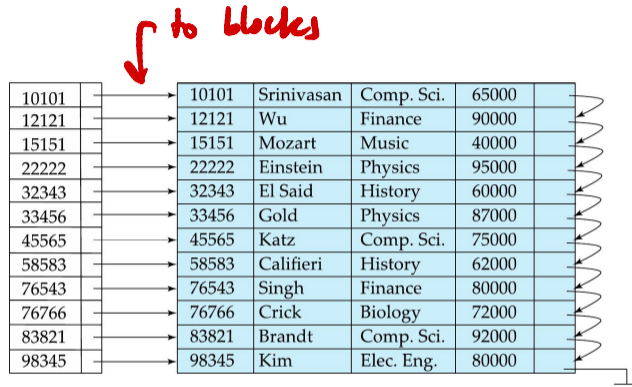 to blocks
10101 10101 Srinivasan Comp. Sci. 65000
12121 12121 Wu Finance 90000
15151 15151 Mozart Music 40000
22222 22222 Einstein Physics 95000
32343 32343 El Said History 60000
33456 33456 Gold Physics 87000
45565 45565 Katz Comp. Sci. 75000
58583 58583 Califieri History 62000
76543 76543 Singh Finance 80000
76766 76766 Crick Biology 72000
83821 83821 Brandt Comp. Sci. 92000
98345 98345 Kim Elec. Eng. 80000